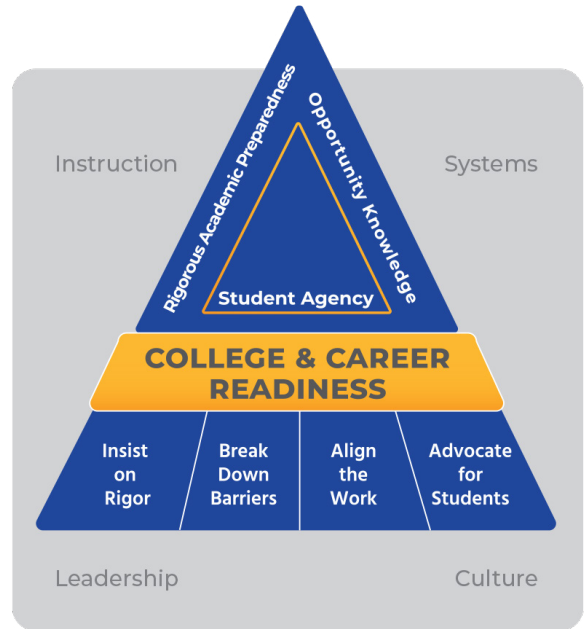 Rigorous Academic Preparedness
Opportunity Knowledge
Instruction
Systems
Student Agency
COLLEGE & CAREER
READINESS
Insist
on
Rigor
Break
Down
Barriers
Align
the
Work
Advocate
for
Students
Leadership
Culture